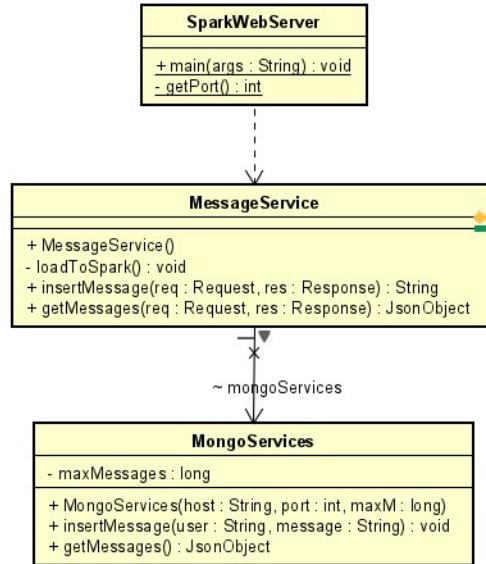 SparkWebServer
+ main(args : String) : void
- getPort() : int
MessageService
+ MessageService()
- loadToSpark() : void
+ insertMessage(req : Request, res : Response) : String
+ getMessages(req : Request, res : Response) : JsonObject
~ mongoServices
MongoServices
- maxMessages : long
+ MongoServices(host : String, port : int, maxM : long)
+ insertMessage(user : String, message : String) : void
+ getMessages() : JsonObject